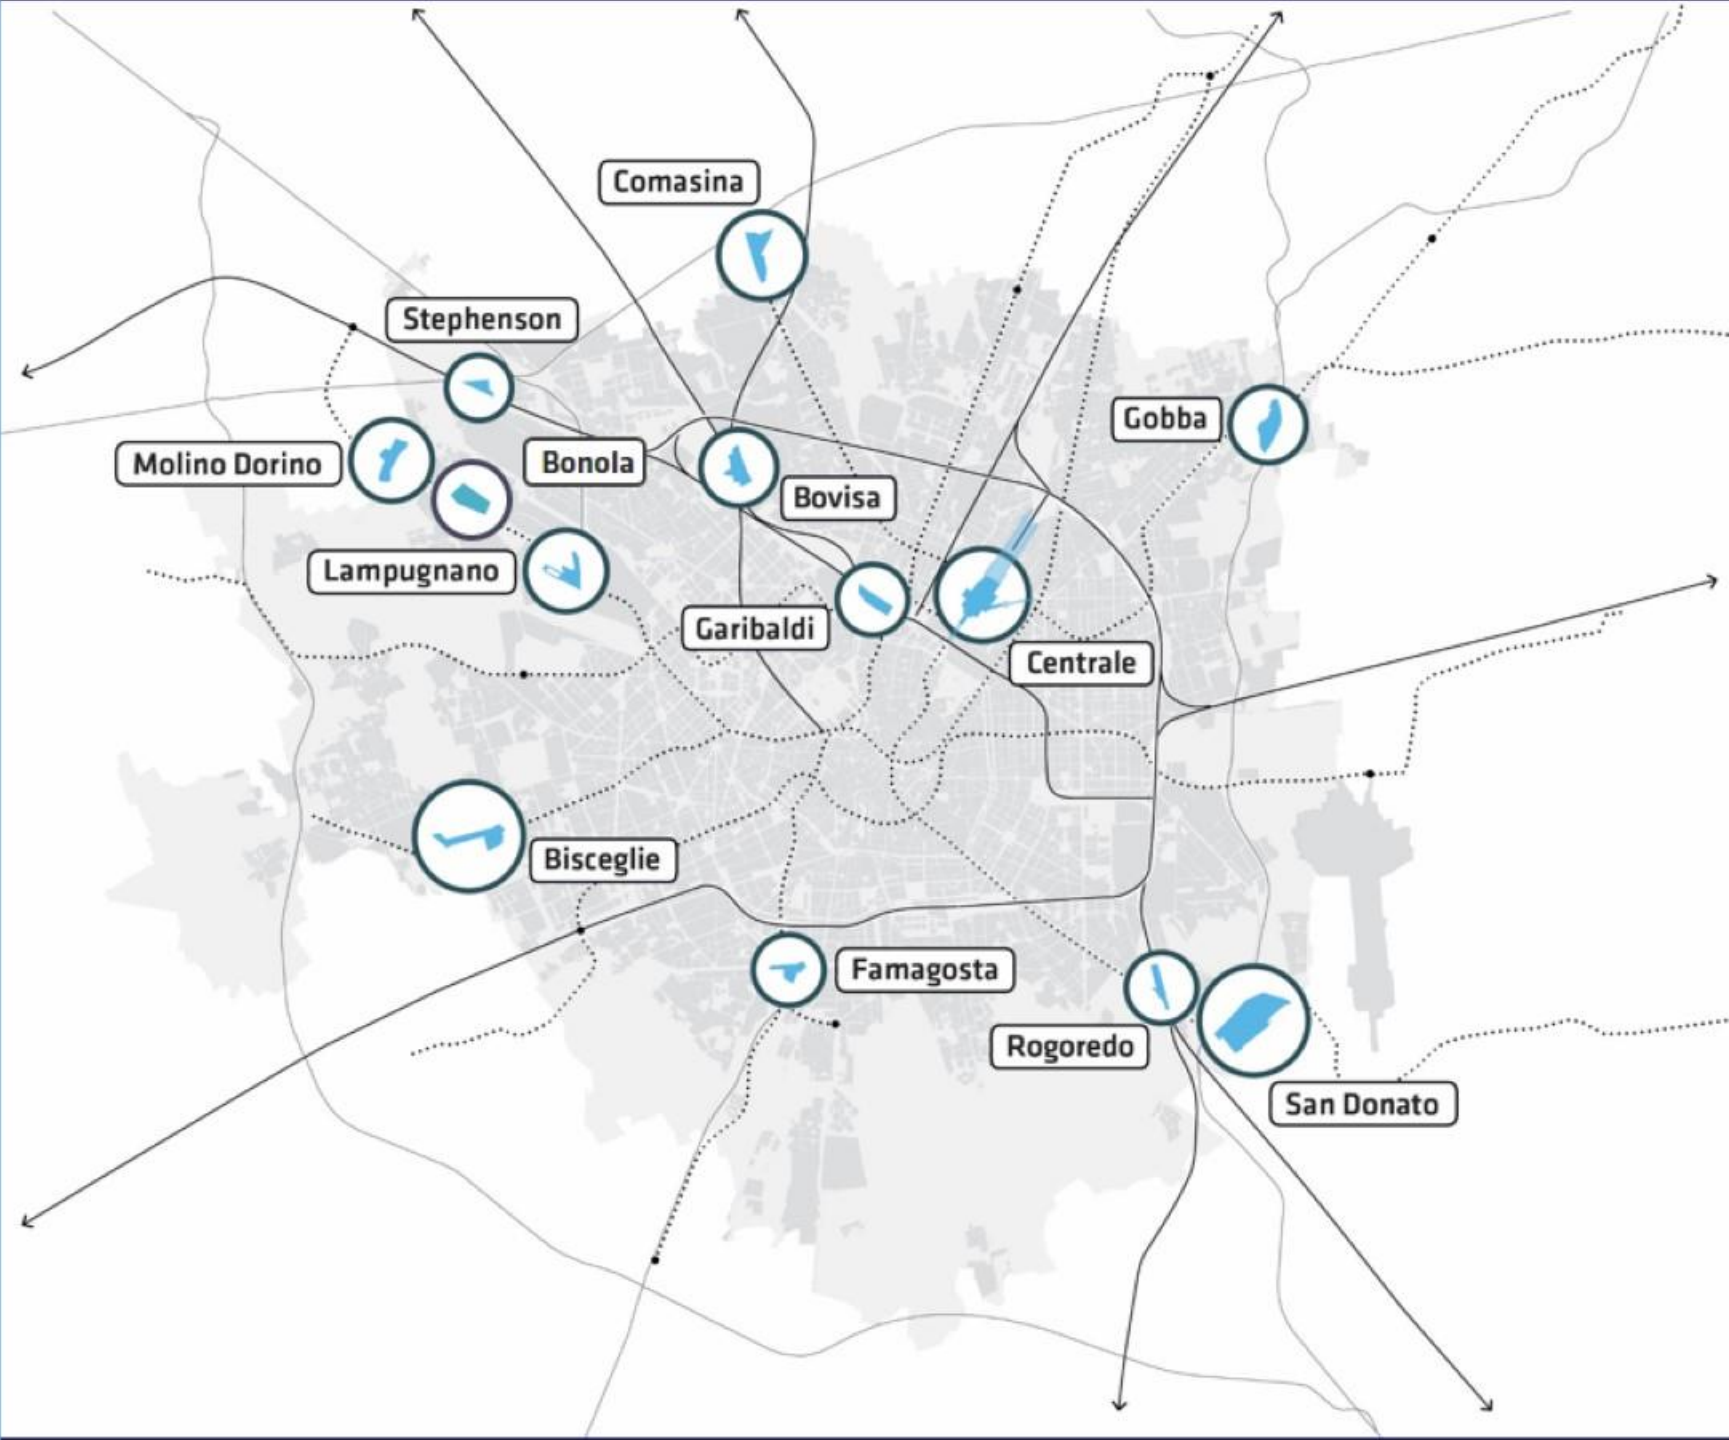 Comasina
Stephenson
Gobba
Molino Dorino
Bonola
Bovisa
Lampugnano
Garibaldi
Centrale
Bisceglie
Famagosta
Rogoredo
San Donato